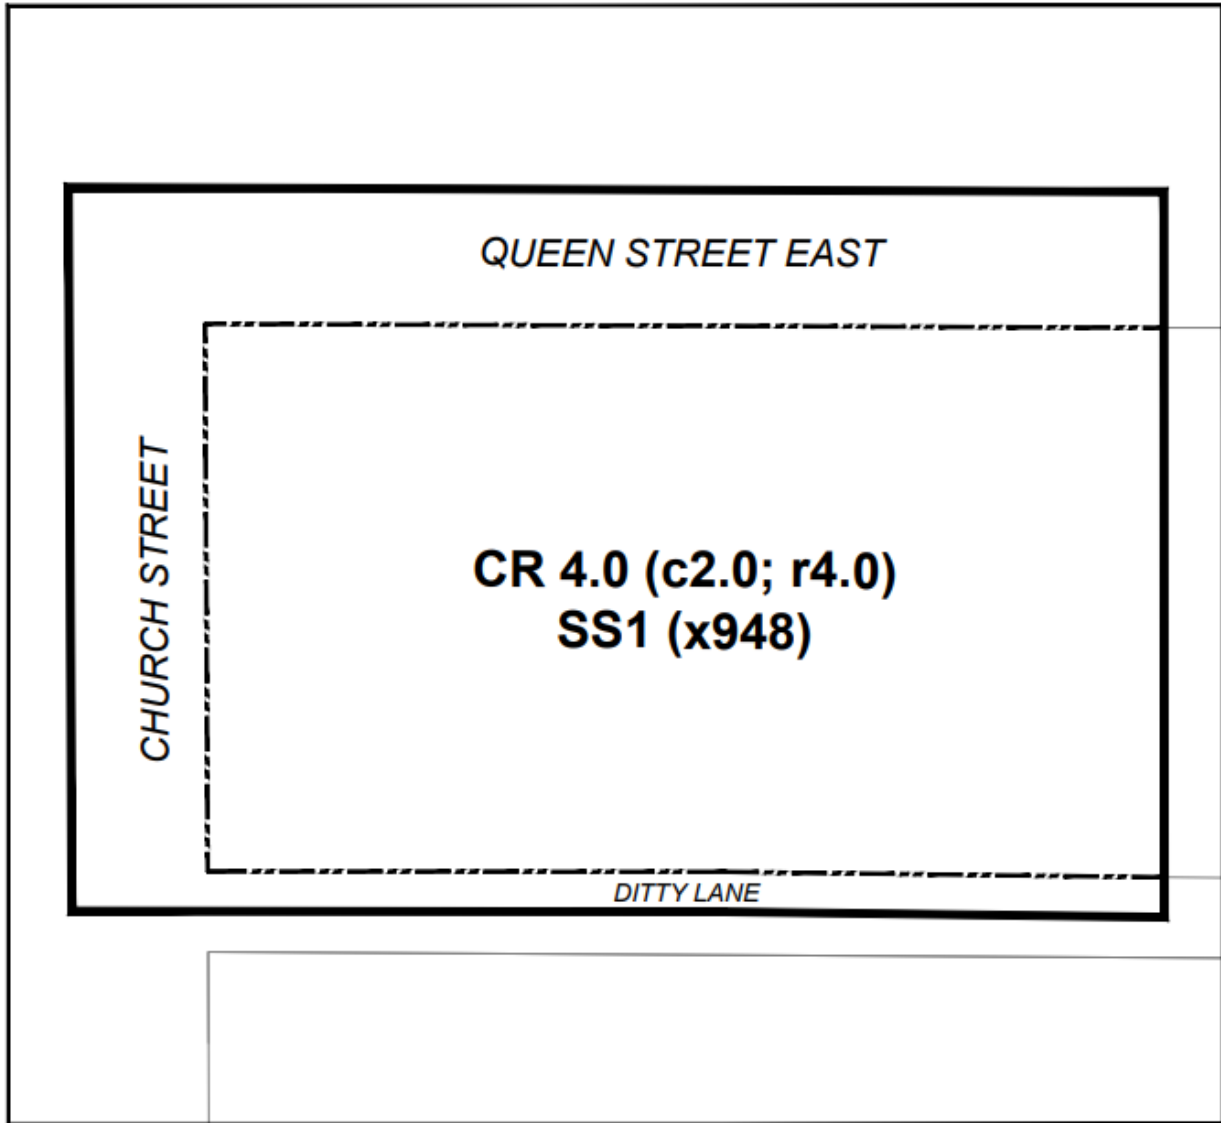 QUEEN STREET EAST
CHURCH STREET
CR 4.0 (c2.0; r4.0)
SS1 (x948)
DITTY LANE